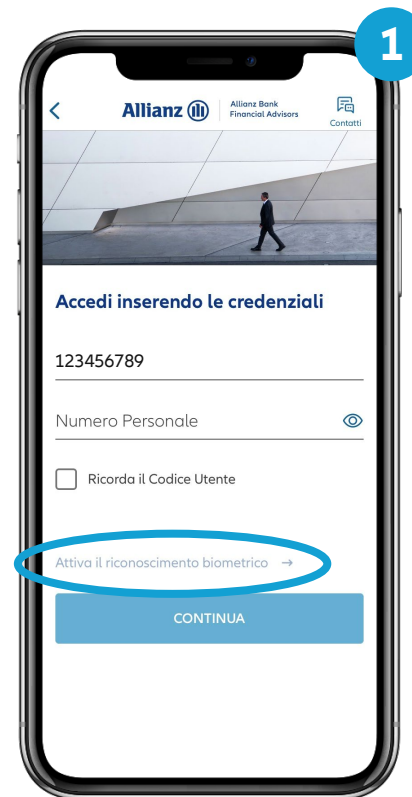 1
Allianz
Allianz Bank
Financial Advisors
Contatti
Accedi inserendo le credenziali
123456789
Numero Personale
Ricorda il Codice Utente
Attiva il riconoscimento biometrico →
CONTINUA